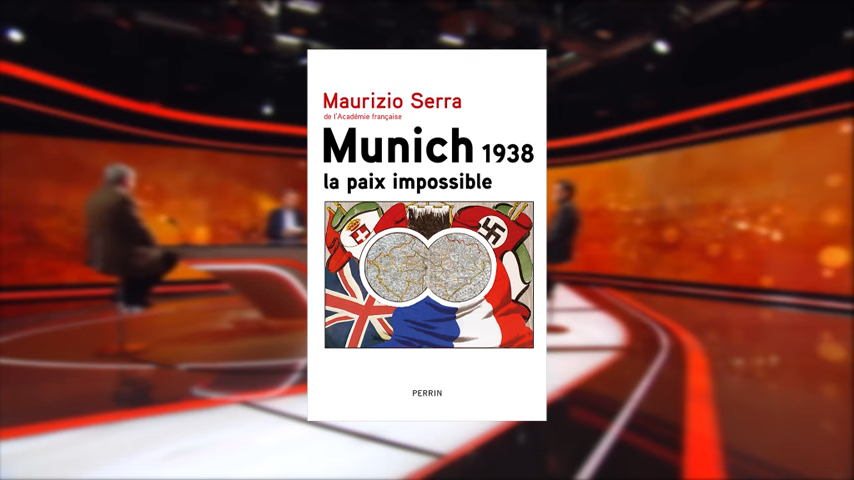 Maurizio Serra
de l'Académie française
Munich 1938
la paix impossible
PERRIN